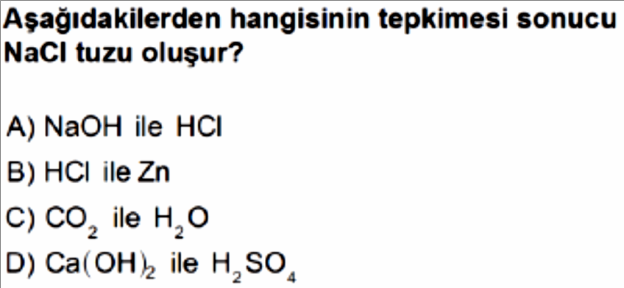 Aşağıdakilerden hangisinin tepkimesi sonucu
NaCl tuzu oluşur?
A) NaOH ile HCl
B) HCl ile Zn
C) CO₂ ile H₂O
D) Ca(OH)₂ ile H₂SO₄